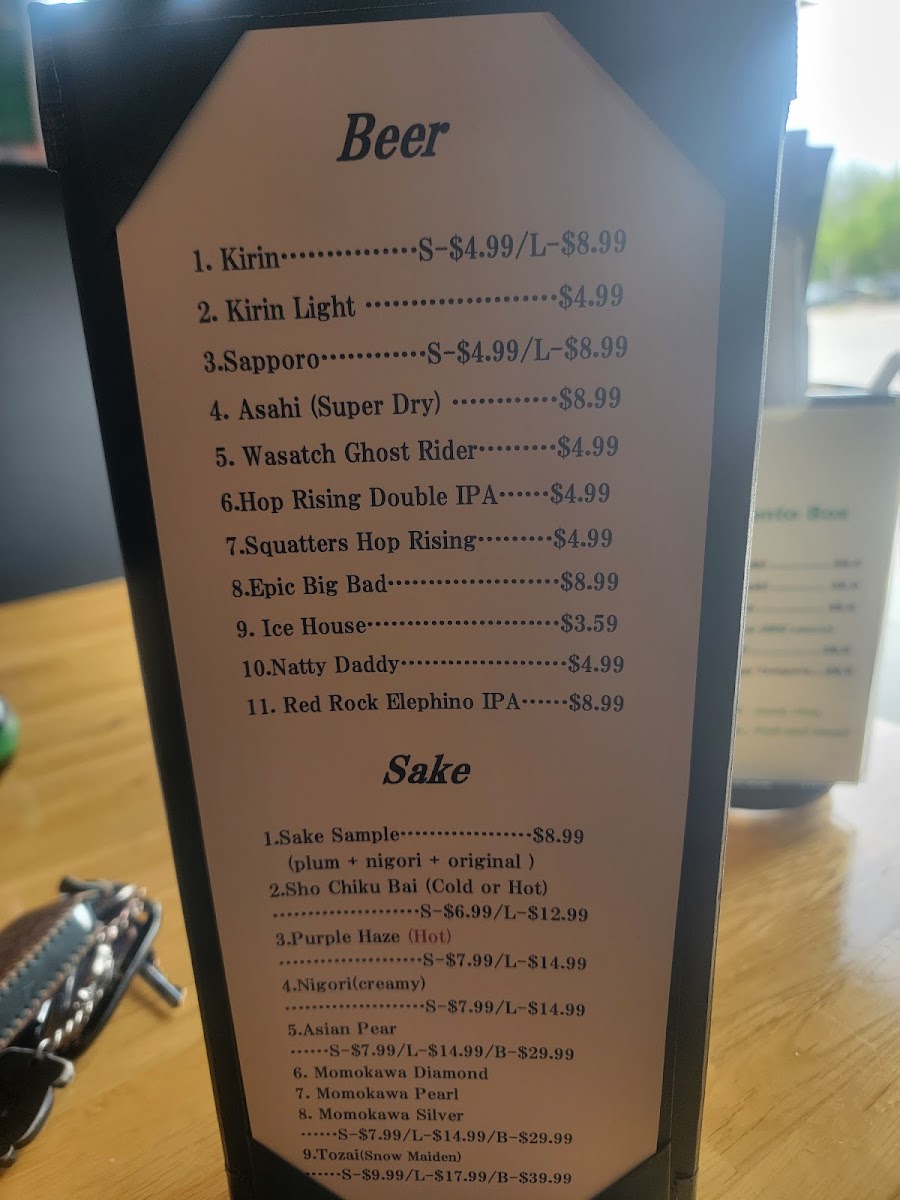 Beer
1. Kirin···············S-$4.99/L-$8.99
2. Kirin Light ·····················$4.99
3.Sapporo············S-$4.99/L-$8.99
4. Asahi (Super Dry) ············$8.99
5. Wasatch Ghost Rider·········$4.99
6.Hop Rising Double IPA······$4.99
7.Squatters Hop Rising·········$4.99
8.Epic Big Bad·····················$8.99
9. Ice House························$3.59
10.Natty Daddy·····················$4.99
11. Red Rock Elephino IPA······$8.99
Sake
1.Sake Sample··················$8.99
(plum + nigori + original )
2.Sho Chiku Bai (Cold or Hot)
·····················S-$6.99/L-$12.99
3.Purple Haze (Hot)
·····················S-$7.99/L-$14.99
4.Nigori(creamy)
·····················S-$7.99/L-$14.99
5.Asian Pear
······S-$7.99/L-$14.99/B-$29.99
6. Momokawa Diamond
7. Momokawa Pearl
8. Momokawa Silver
······S-$7.99/L-$14.99/B-$29.99
9.Tozai(Snow Maiden)
······S-$9.99/L-$17.99/B-$39.99
Box